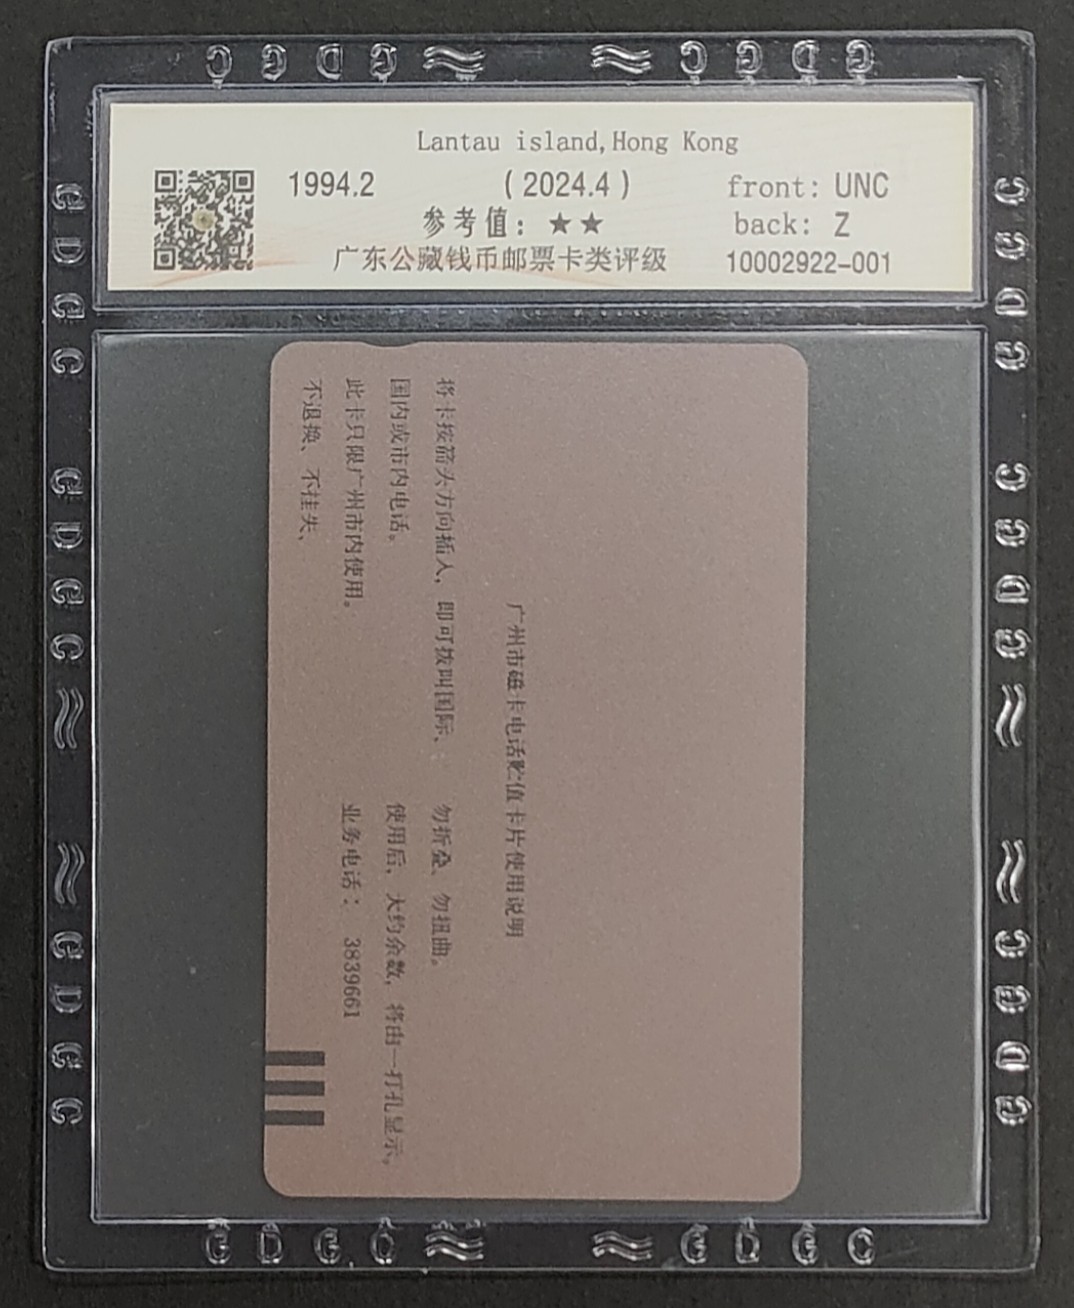 Lantau island,Hong Kong
1994.2
(2024.4)
front: UNC
参考值：★★
back: Z
广东公藏钱币邮票卡类评级
10002922-001
广州市磁卡电话贮值卡片使用说明
将卡按箭头方向插入，即可拨叫国际、
国内或市内电话。
此卡只限广州市内使用。
不退换、不挂失、
勿折叠、勿扭曲。
使用后，大约余数，将由一打孔显示。
业务电话： 3839661
G D G C
C G D G